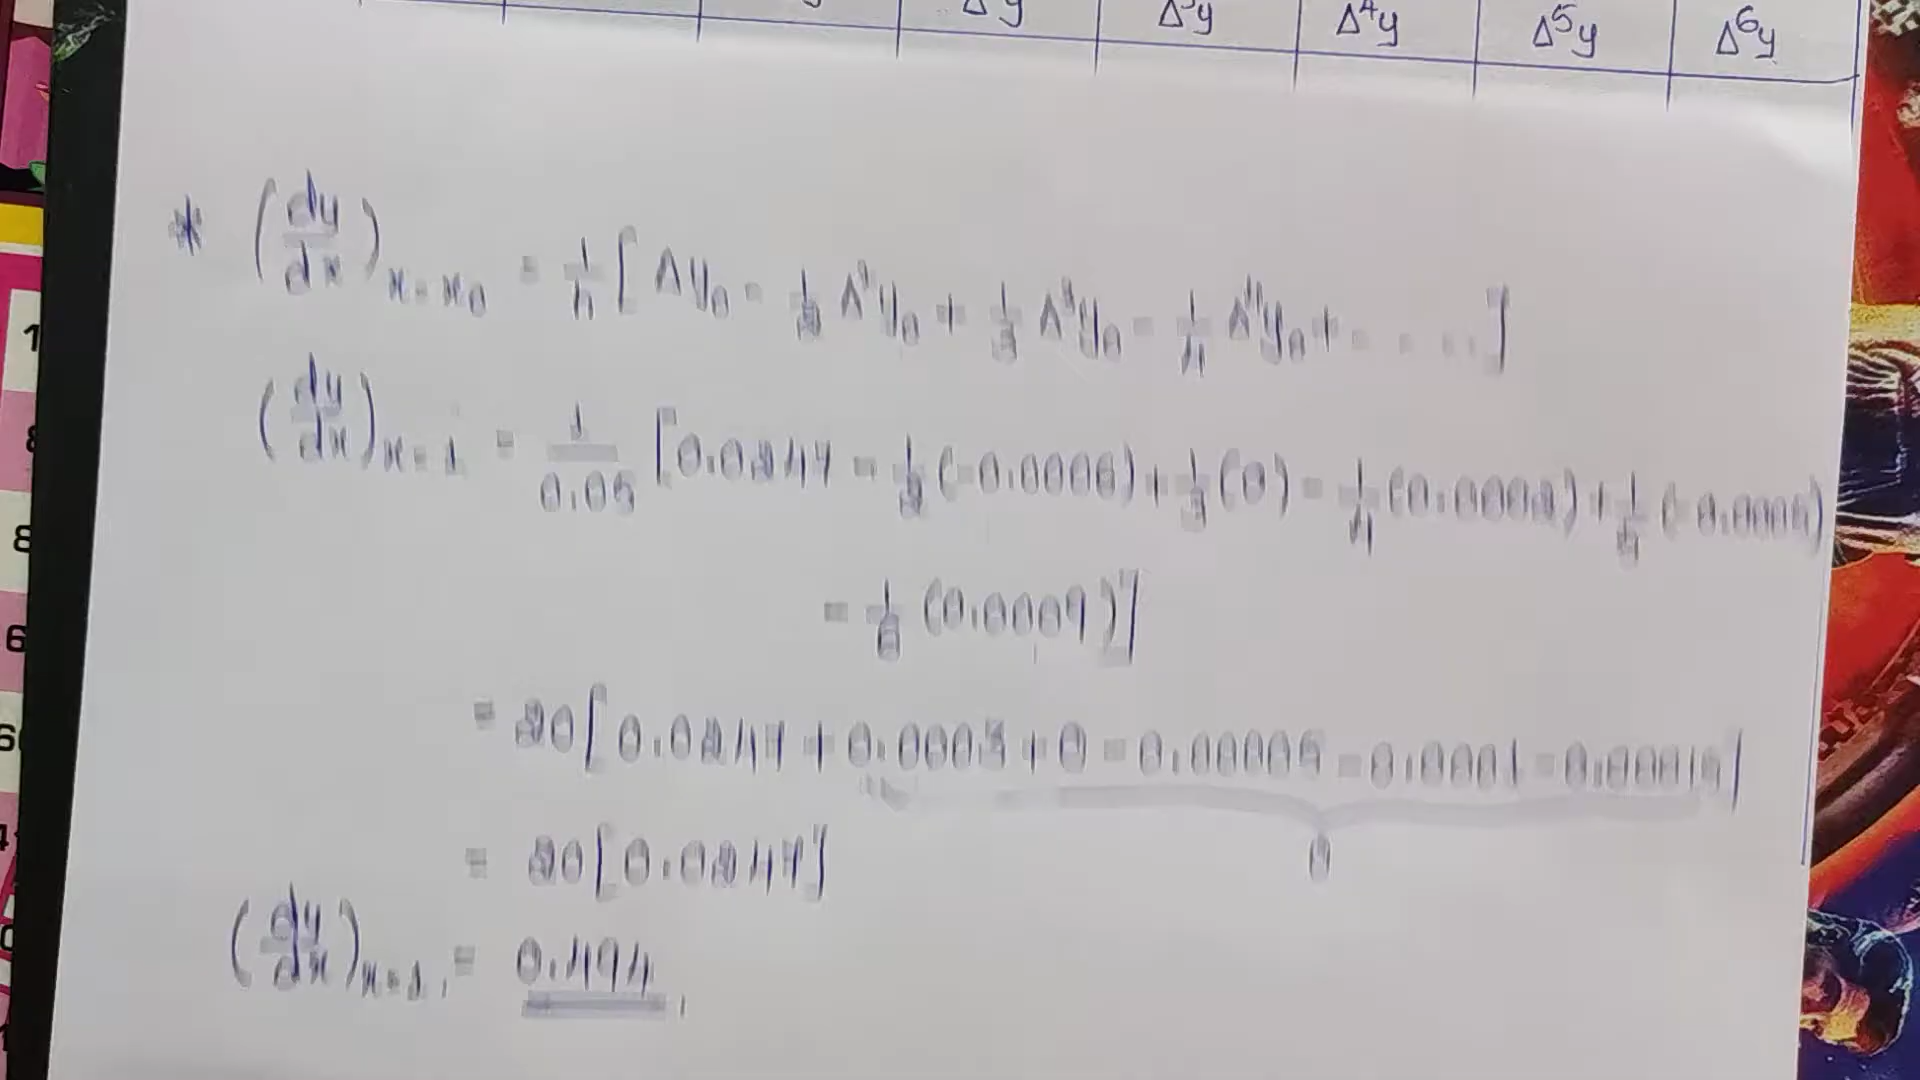 Δy Δ³y Δ⁴y Δ⁵y Δ⁶y
* (dy/dx)ₓ₌ₓ₀ = 1/h [Δy₀ - 1/2 Δ²y₀ + 1/3 Δ³y₀ - 1/4 Δ⁴y₀ + ....]
(dy/dx)ₓ₌₁ = 1/0.05 [0.0247 - 1/2 (-0.0006) + 1/3 (0) - 1/4 (0.0002) + 1/5 (-0.0005)
- 1/6 (0.0009)]
= 20[0.0247 + 0.0003 + 0 - 0.00005 - 0.0001 - 0.00015]
0
= 20[0.0247]
(dy/dx)ₓ₌₁ = 0.494